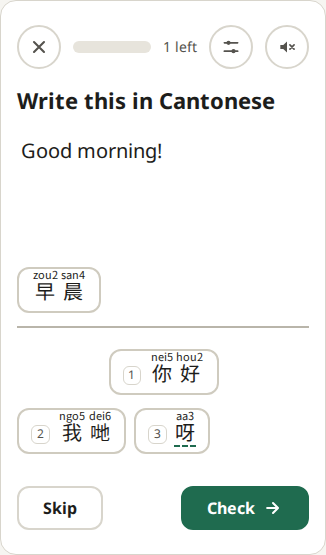 1 left
Write this in Cantonese
Good morning!
zou2 san4
早 晨
nei5 hou2
1 你 好
ngo5 dei6 aa3
2 我 哋 3 呀
Skip Check →